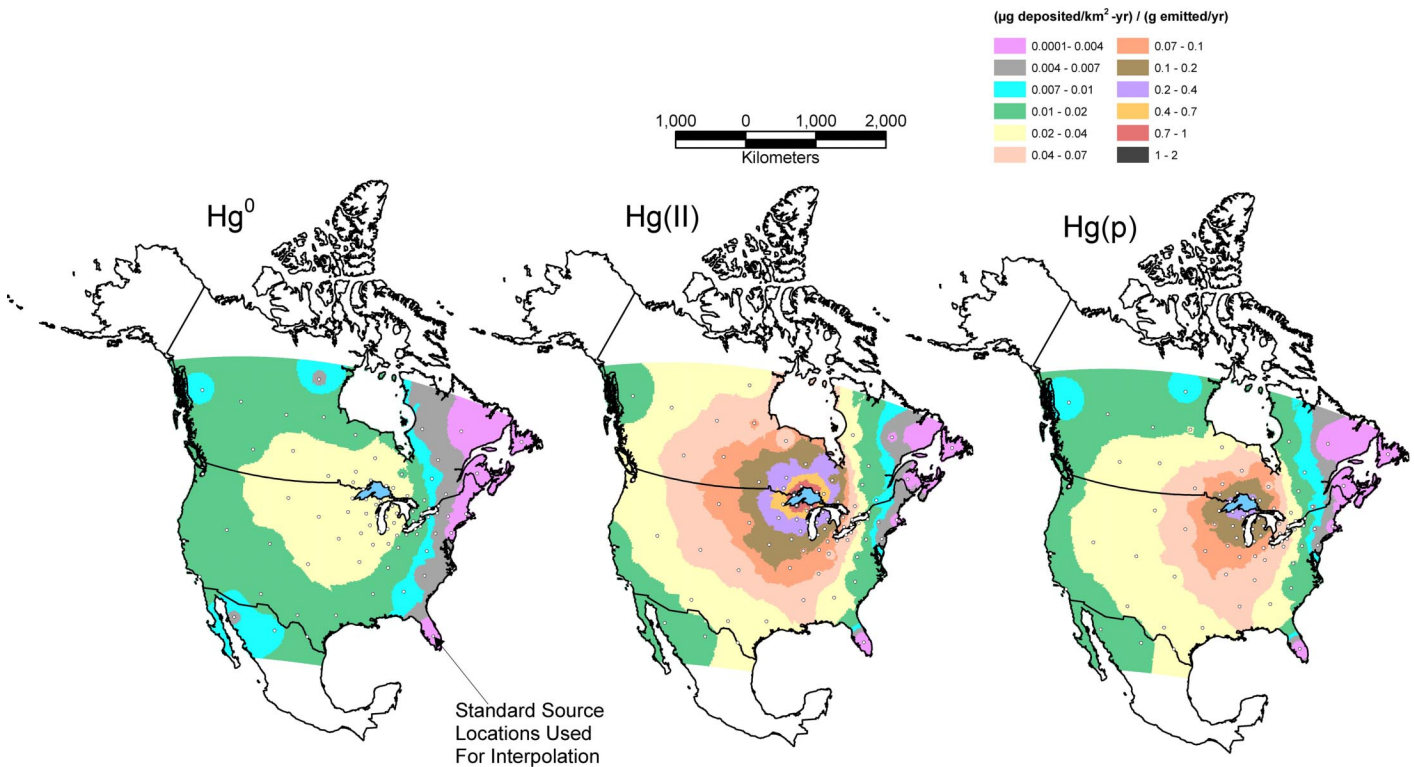 (µg deposited/km² -yr) / (g emitted/yr)
0.0001- 0.004
0.004 - 0.007
0.007 - 0.01
0.01 - 0.02
0.02 - 0.04
0.04 - 0.07
0.07 - 0.1
0.1 - 0.2
0.2 - 0.4
0.4 - 0.7
0.7 - 1
1 - 2
1,000 0 1,000 2,000
Kilometers
Hg⁰
Hg(II)
Hg(p)
Standard Source
Locations Used
For Interpolation